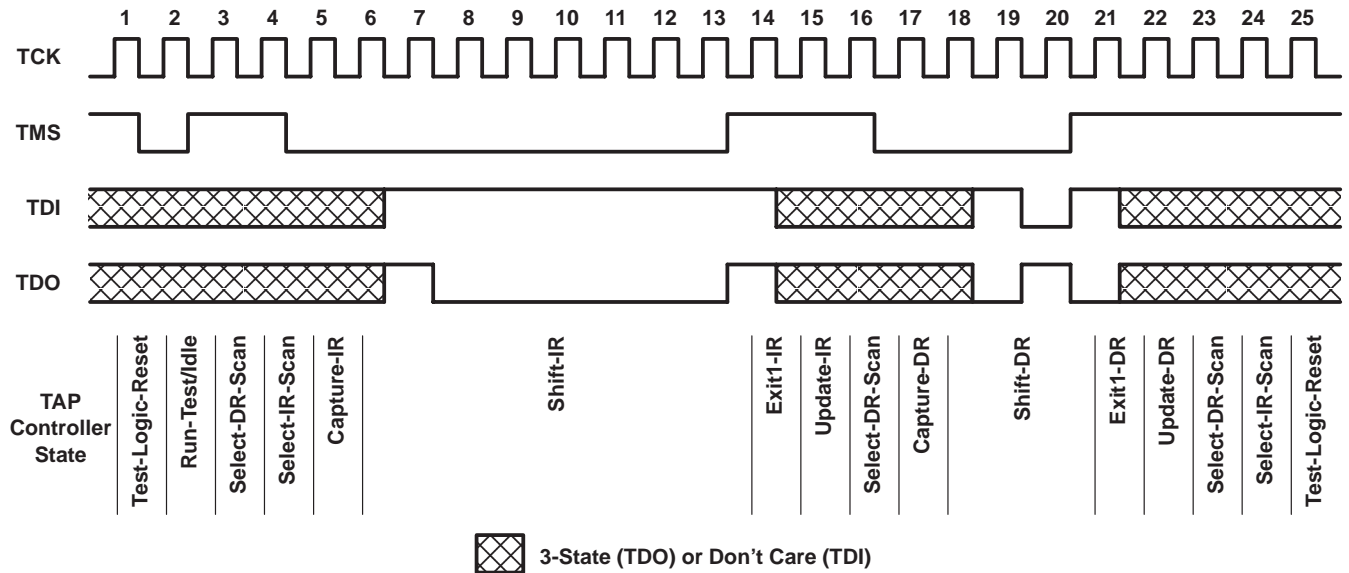 1 2 3 4 5 6 7 8 9 10 11 12 13 14 15 16 17 18 19 20 21 22 23 24 25
TCK
TMS
TDI
TDO
TAP
Controller
State
Test-Logic-Reset
Run-Test/Idle
Select-DR-Scan
Select-IR-Scan
Capture-IR
Shift-IR
Exit1-IR
Update-IR
Select-DR-Scan
Capture-DR
Shift-DR
Exit1-DR
Update-DR
Select-DR-Scan
Select-IR-Scan
Test-Logic-Reset
3-State (TDO) or Don't Care (TDI)